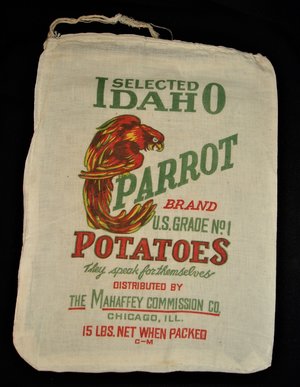 SELECTED
IDAHO
PARROT
BRAND
U.S. GRADE No 1
POTATOES
They speak for themselves
DISTRIBUTED BY
THE MAHAFFEY COMMISSION CO.
CHICAGO, ILL.
15 LBS. NET WHEN PACKED
C-M